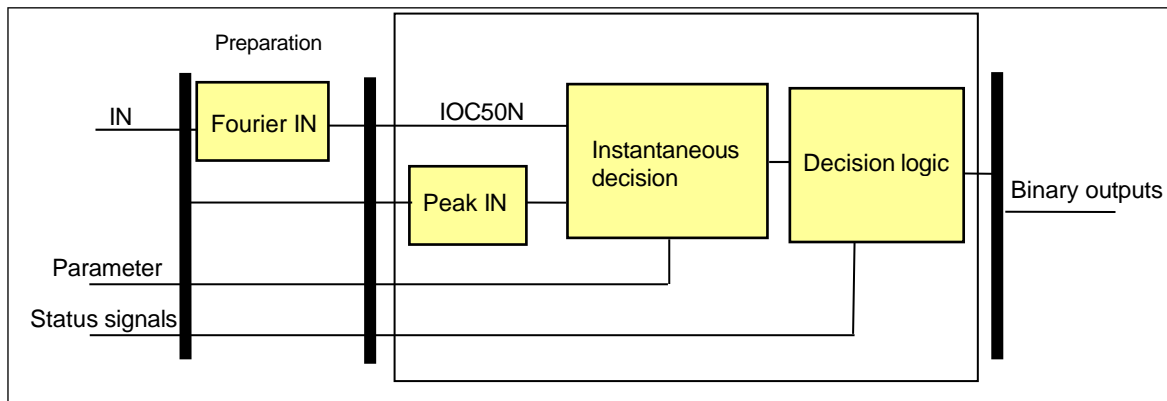 Preparation
IN
Fourier IN
IOC50N
Instantaneous
decision
Decision logic
Peak IN
Binary outputs
Parameter
Status signals